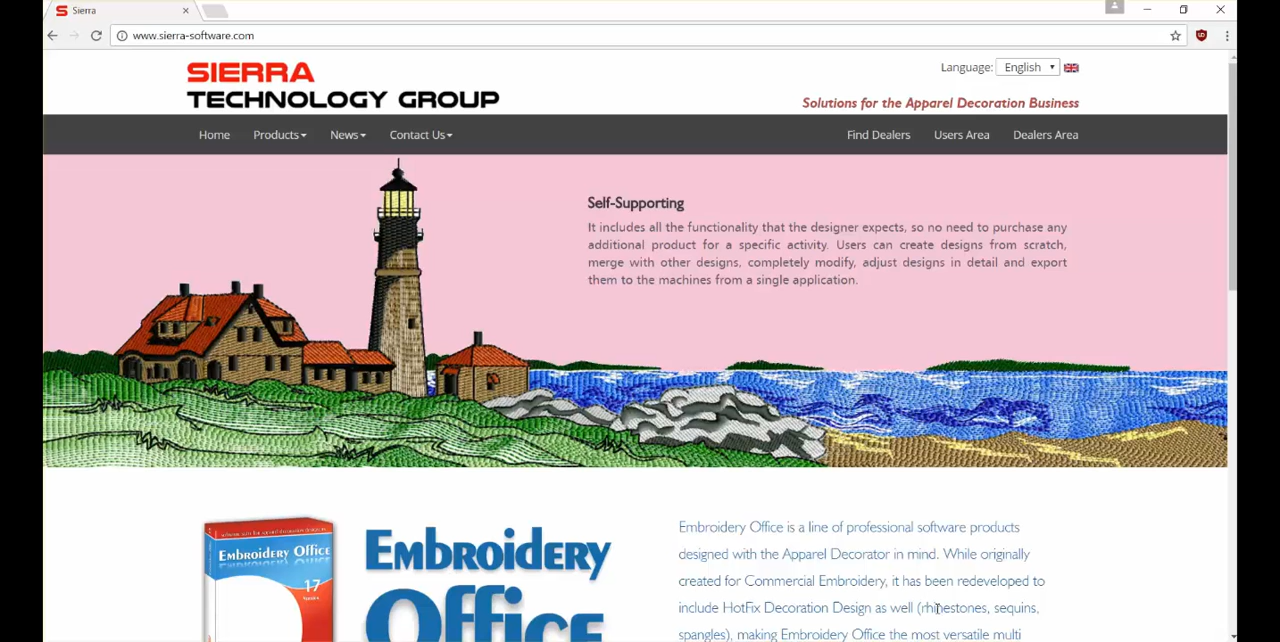 Sierra
www.sierra-software.com
Language: English
SIERRA
TECHNOLOGY GROUP
Solutions for the Apparel Decoration Business
Home Products News Contact Us Find Dealers Users Area Dealers Area
Self-Supporting
It includes all the functionality that the designer expects, so no need to purchase any
additional product for a specific activity. Users can create designs from scratch,
merge with other designs, completely modify, adjust designs in detail and export
them to the machines from a single application.
Embroidery Office
17
Embroidery
Office
Embroidery Office is a line of professional software products
designed with the Apparel Decorator in mind. While originally
created for Commercial Embroidery, it has been redeveloped to
include HotFix Decoration Design as well (rhinestones, sequins,
spangles), making Embroidery Office the most versatile multi